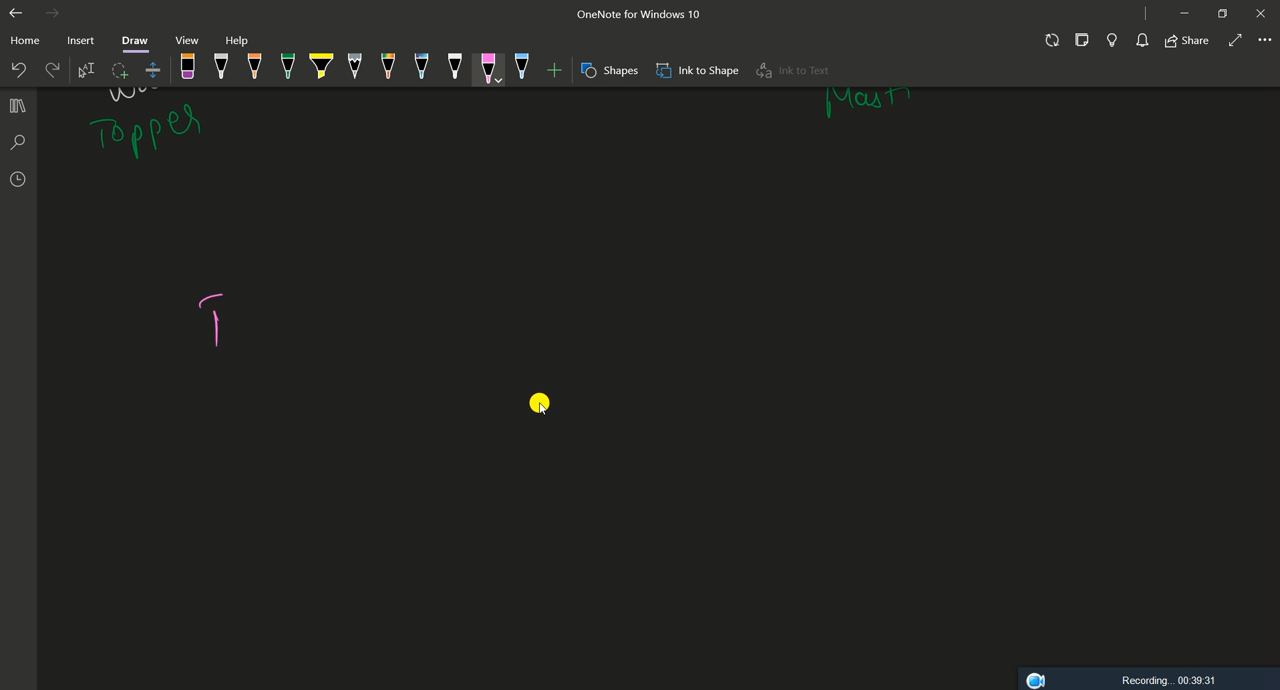 OneNote for Windows 10
Home Insert Draw View Help
Share
Shapes Ink to Shape Ink to Text
Topper
Masti
T
Recording... 00:39:31